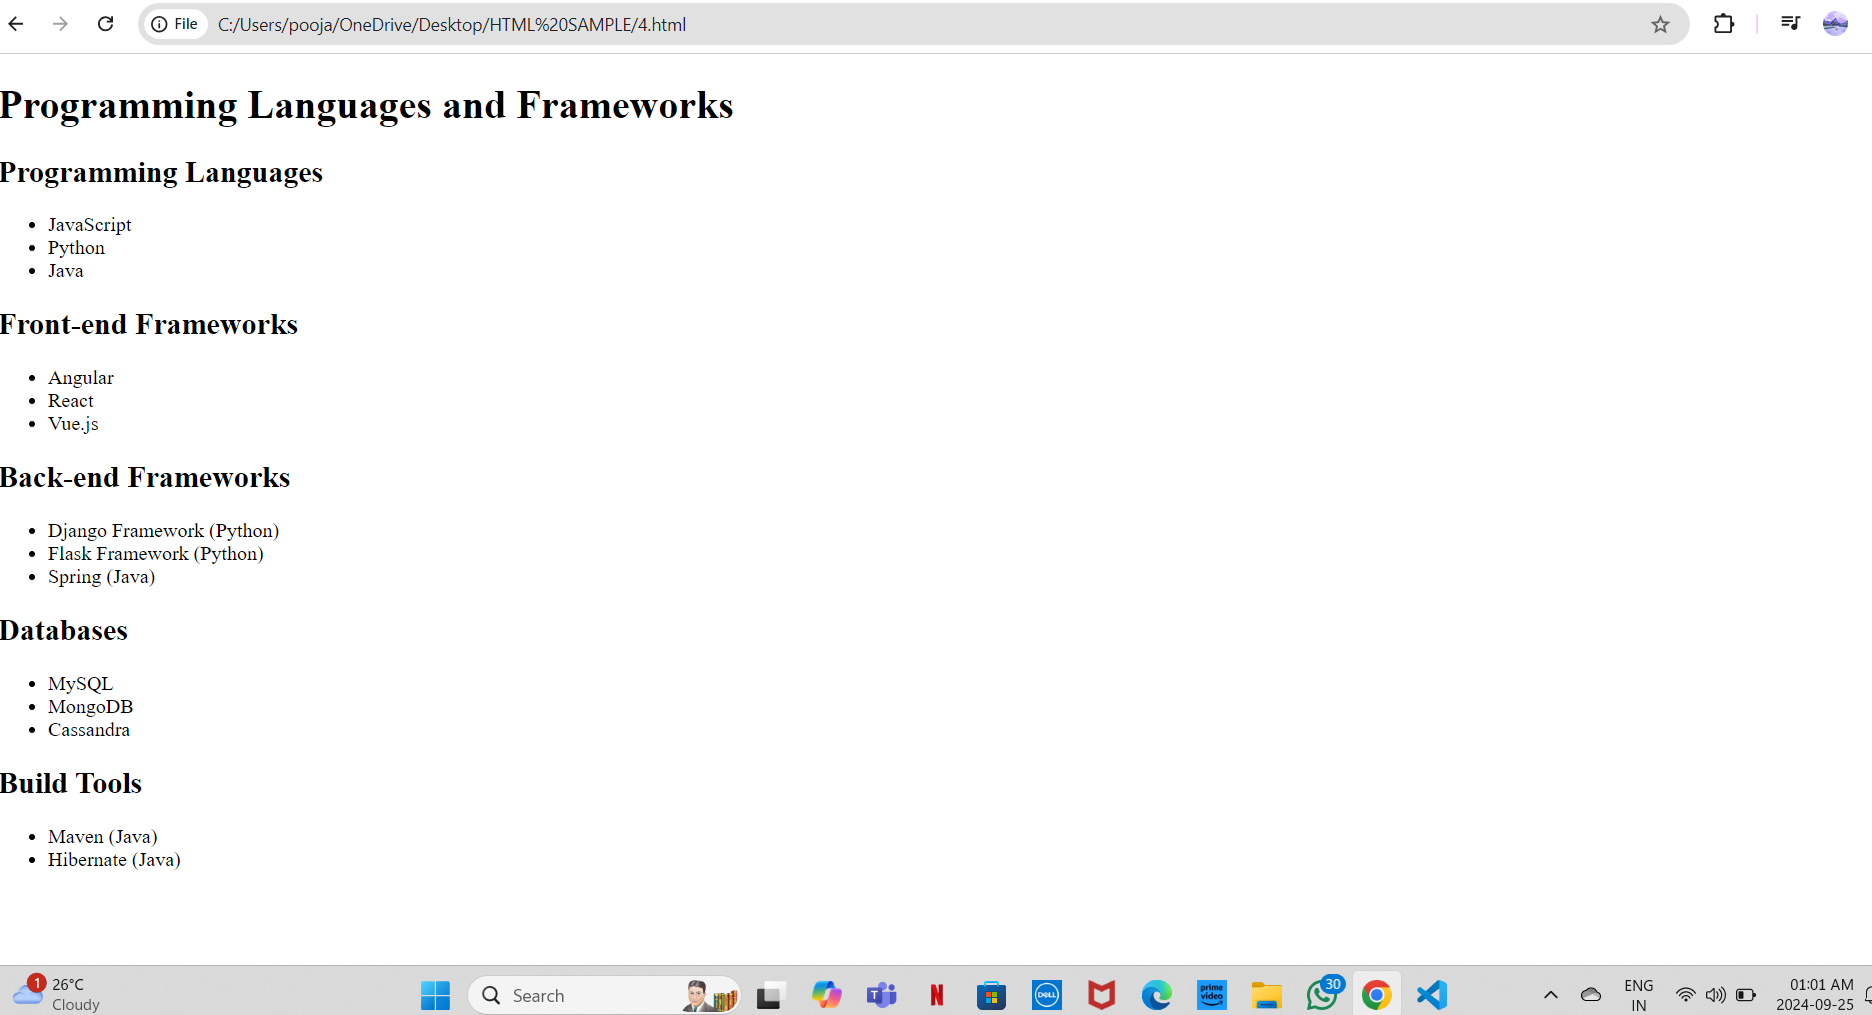 File C:/Users/pooja/OneDrive/Desktop/HTML%20SAMPLE/4.html
Programming Languages and Frameworks
Programming Languages
• JavaScript
• Python
• Java
Front-end Frameworks
• Angular
• React
• Vue.js
Back-end Frameworks
• Django Framework (Python)
• Flask Framework (Python)
• Spring (Java)
Databases
• MySQL
• MongoDB
• Cassandra
Build Tools
• Maven (Java)
• Hibernate (Java)
1
26°C
Cloudy
Search
N
DELL
prime
video
30
ENG
IN
01:01 AM
2024-09-25